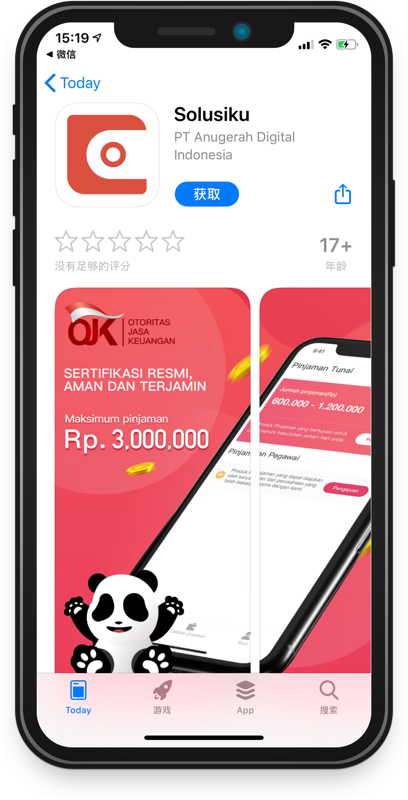 15:19
微信
Today
Solusiku
PT Anugerah Digital
Indonesia
获取
17+
没有足够的评分
年龄
OJK
OTORITAS
JASA
KEUANGAN
SERTIFIKASI RESMI,
AMAN DAN TERJAMIN
Maksimum pinjaman
Rp. 3,000,000
9:41
Pinjaman Tunai
Jumlah pinjaman(Rp)
600.000 - 1.200.000
Pinjaman Pegawai
Pengajuan
Today
游戏
App
搜索